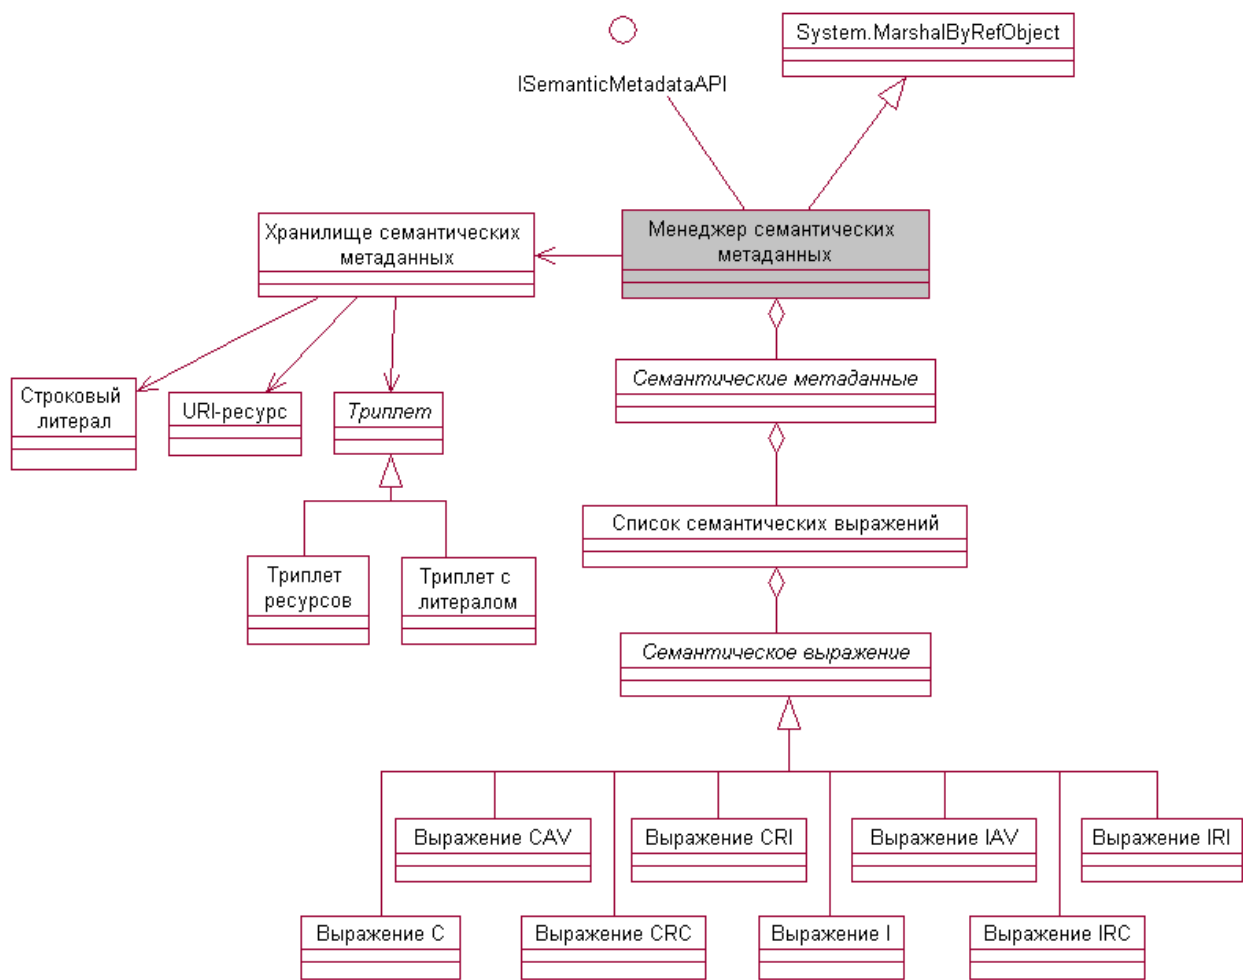 System.MarshalByRefObject
ISemanticMetadataAPI
Хранилище семантических
метаданных
Менеджер семантических
метаданных
Семантические метаданные
Строковый
литерал
URI-ресурс
Триплет
Список семантических выражений
Триплет
ресурсов
Триплет с
литералом
Семантическое выражение
Выражение CAV
Выражение CRI
Выражение IAV
Выражение IRI
Выражение C
Выражение CRC
Выражение I
Выражение IRC